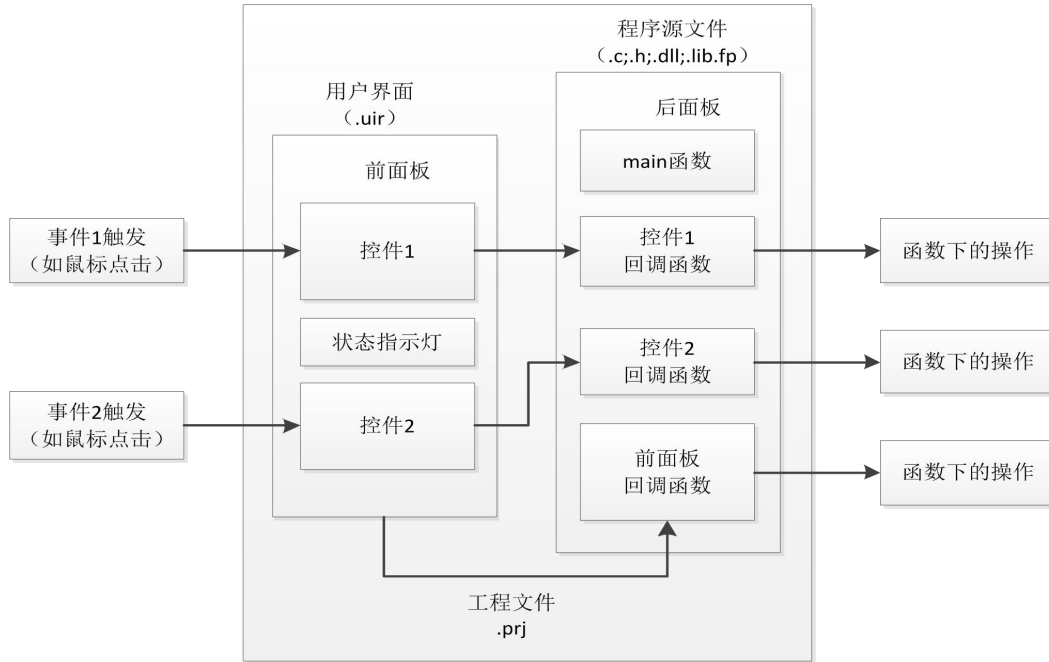 程序源文件
（.c;.h;.dll;.lib.fp）
用户界面
（.uir）
后面板
前面板
main函数
事件1触发
（如鼠标点击）
控件1
控件1
回调函数
函数下的操作
状态指示灯
控件2
回调函数
函数下的操作
事件2触发
（如鼠标点击）
控件2
前面板
回调函数
函数下的操作
工程文件
.prj